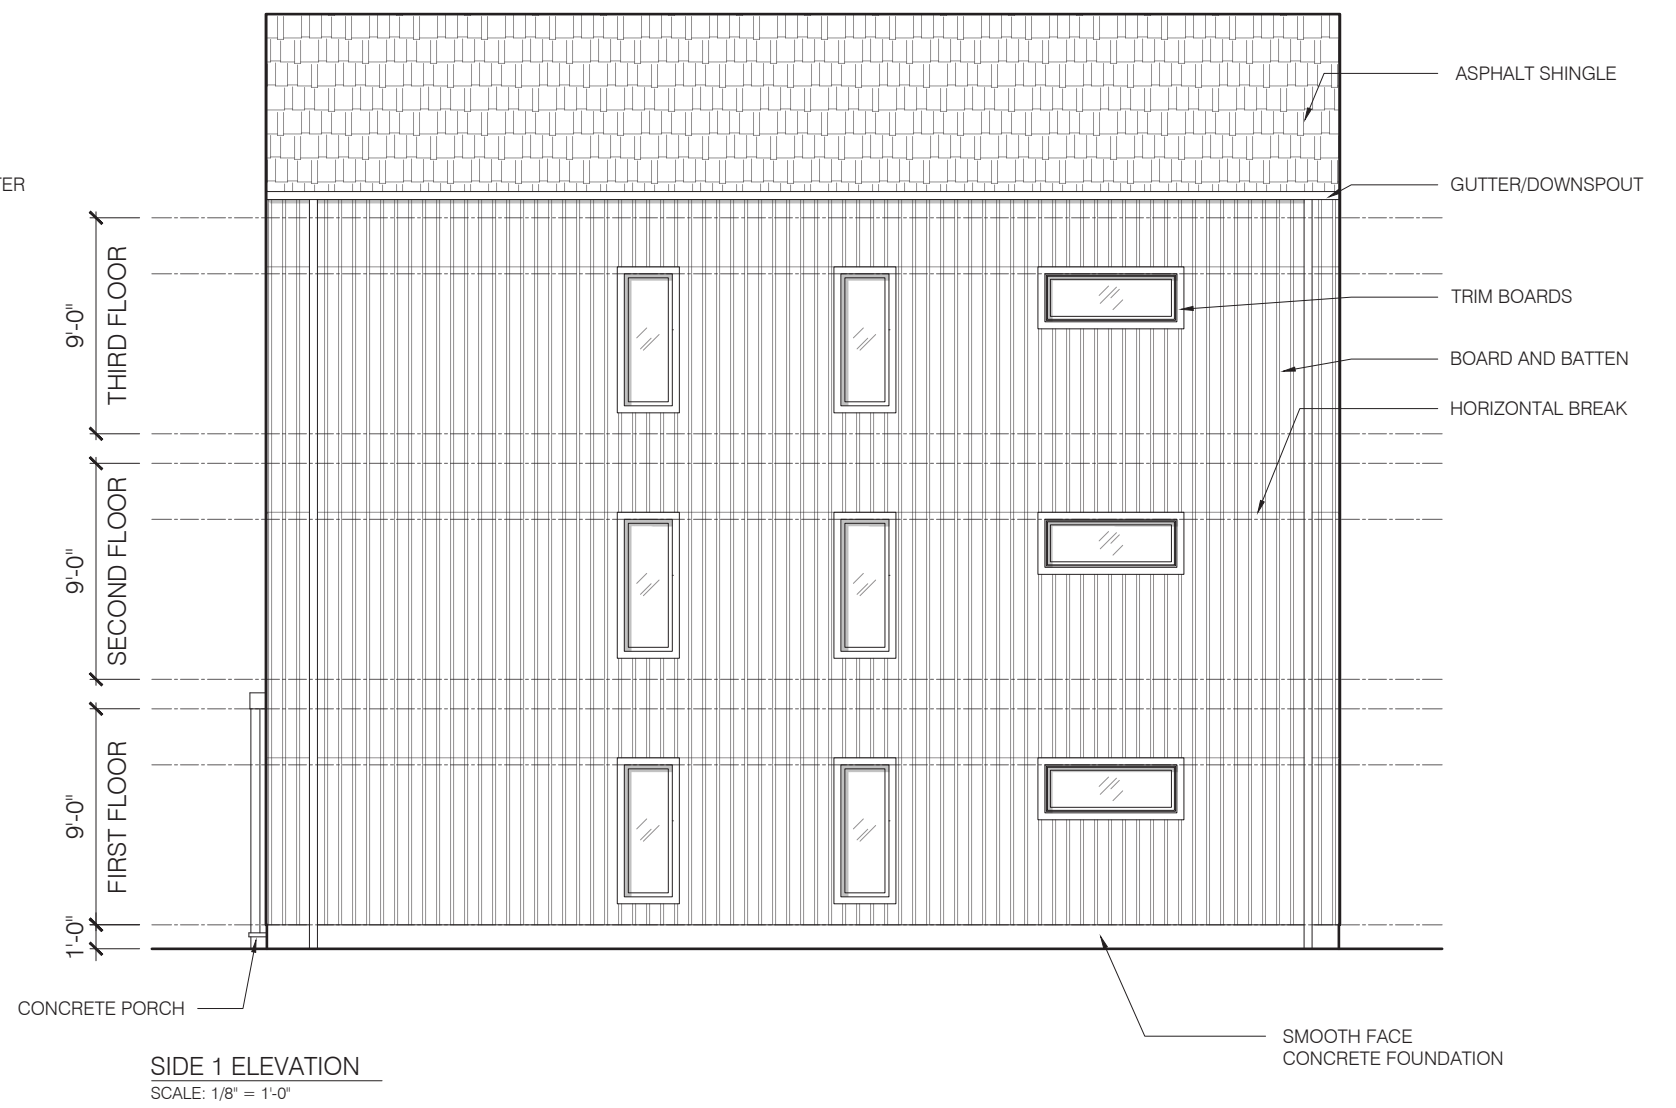 ASPHALT SHINGLE
TER
GUTTER/DOWNSPOUT
THIRD FLOOR
9'-0"
TRIM BOARDS
BOARD AND BATTEN
HORIZONTAL BREAK
SECOND FLOOR
9'-0"
FIRST FLOOR
9'-0"
1'-0"
CONCRETE PORCH
SMOOTH FACE
CONCRETE FOUNDATION
SIDE 1 ELEVATION
SCALE: 1/8" = 1'-0"